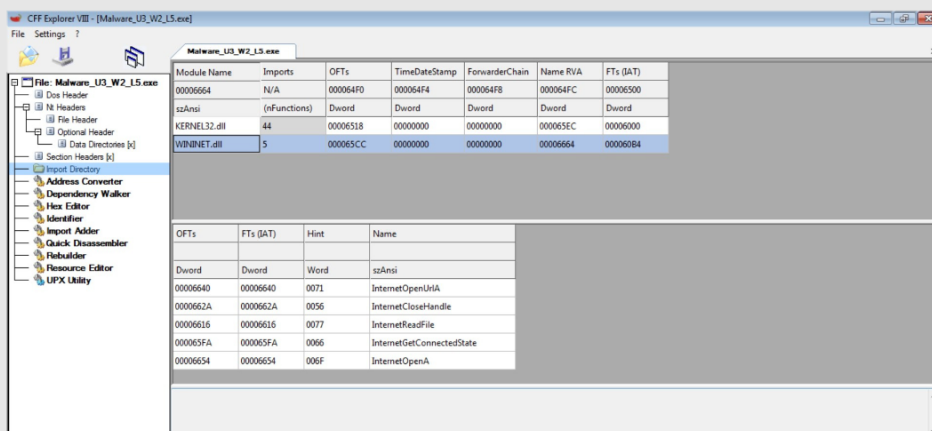 CFF Explorer VIII - [Malware_U3_W2_L5.exe]
File Settings ?
Malware_U3_W2_L5.exe
File: Malware_U3_W2_L5.exe
Dos Header
Nt Headers
File Header
Optional Header
Data Directories [x]
Section Headers [x]
Import Directory
Address Converter
Dependency Walker
Hex Editor
Identifier
Import Adder
Quick Disassembler
Rebuilder
Resource Editor
UPX Utility
Module Name Imports OFTs TimeDateStamp ForwarderChain Name RVA FTs (IAT)
00006664 N/A 000064F0 000064F4 000064F8 000064FC 00006500
szAnsi (nFunctions) Dword Dword Dword Dword Dword
KERNEL32.dll 44 00006518 00000000 00000000 000065EC 00006000
WININET.dll 5 000065CC 00000000 00000000 00006664 000060B4
OFTs FTs (IAT) Hint Name
Dword Dword Word szAnsi
00006640 00006640 0071 InternetOpenUrlA
0000662A 0000662A 0056 InternetCloseHandle
00006616 00006616 0077 InternetReadFile
000065FA 000065FA 0066 InternetGetConnectedState
00006654 00006654 006F InternetOpenA